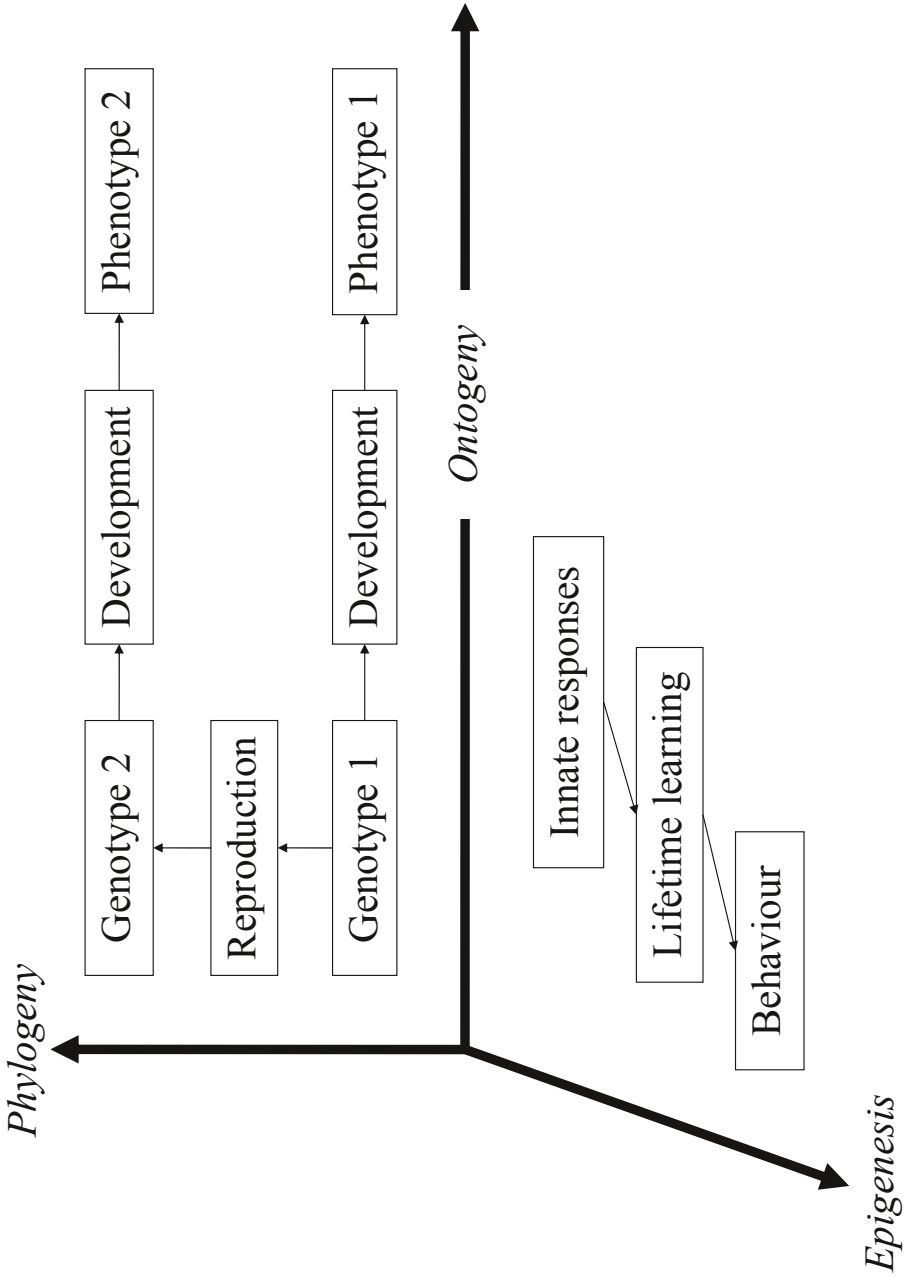 Phylogeny
Genotype 2
Development
Phenotype 2
Reproduction
Genotype 1
Development
Phenotype 1
Ontogeny
Innate responses
Lifetime learning
Behaviour
Epigenesis